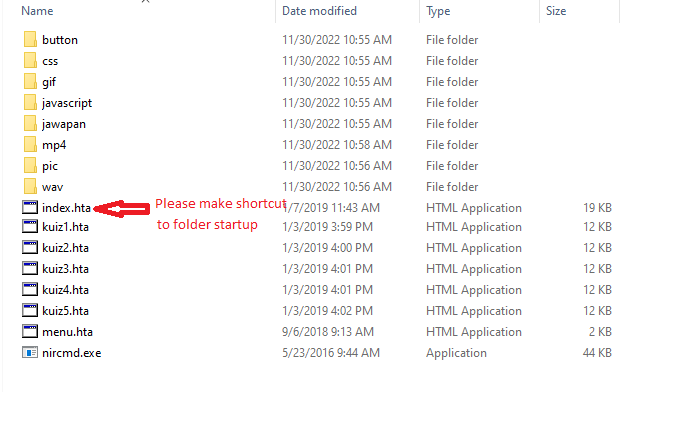 Name Date modified Type Size
button 11/30/2022 10:55 AM File folder
css 11/30/2022 10:55 AM File folder
gif 11/30/2022 10:55 AM File folder
javascript 11/30/2022 10:55 AM File folder
jawapan 11/30/2022 10:55 AM File folder
mp4 11/30/2022 10:58 AM File folder
pic 11/30/2022 10:56 AM File folder
wav 11/30/2022 10:56 AM File folder
index.hta Please make shortcut 1/7/2019 11:43 AM HTML Application 19 KB
to folder startup
kuiz1.hta 1/3/2019 3:59 PM HTML Application 12 KB
kuiz2.hta 1/3/2019 4:00 PM HTML Application 12 KB
kuiz3.hta 1/3/2019 4:01 PM HTML Application 12 KB
kuiz4.hta 1/3/2019 4:01 PM HTML Application 12 KB
kuiz5.hta 1/3/2019 4:02 PM HTML Application 12 KB
menu.hta 9/6/2018 9:13 AM HTML Application 2 KB
nircmd.exe 5/23/2016 9:44 AM Application 44 KB